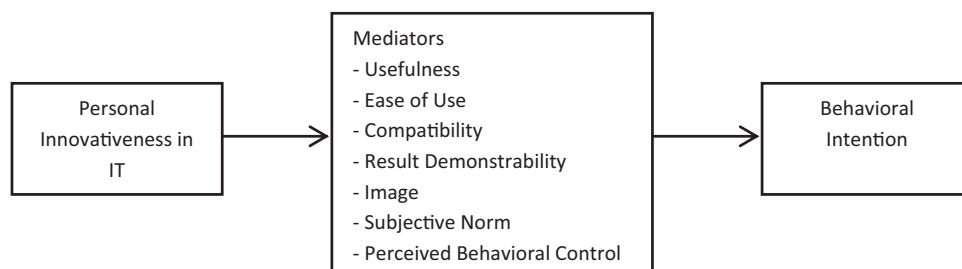 Personal
Innovativeness in
IT
Mediators
- Usefulness
- Ease of Use
- Compatibility
- Result Demonstrability
- Image
- Subjective Norm
- Perceived Behavioral Control
Behavioral
Intention